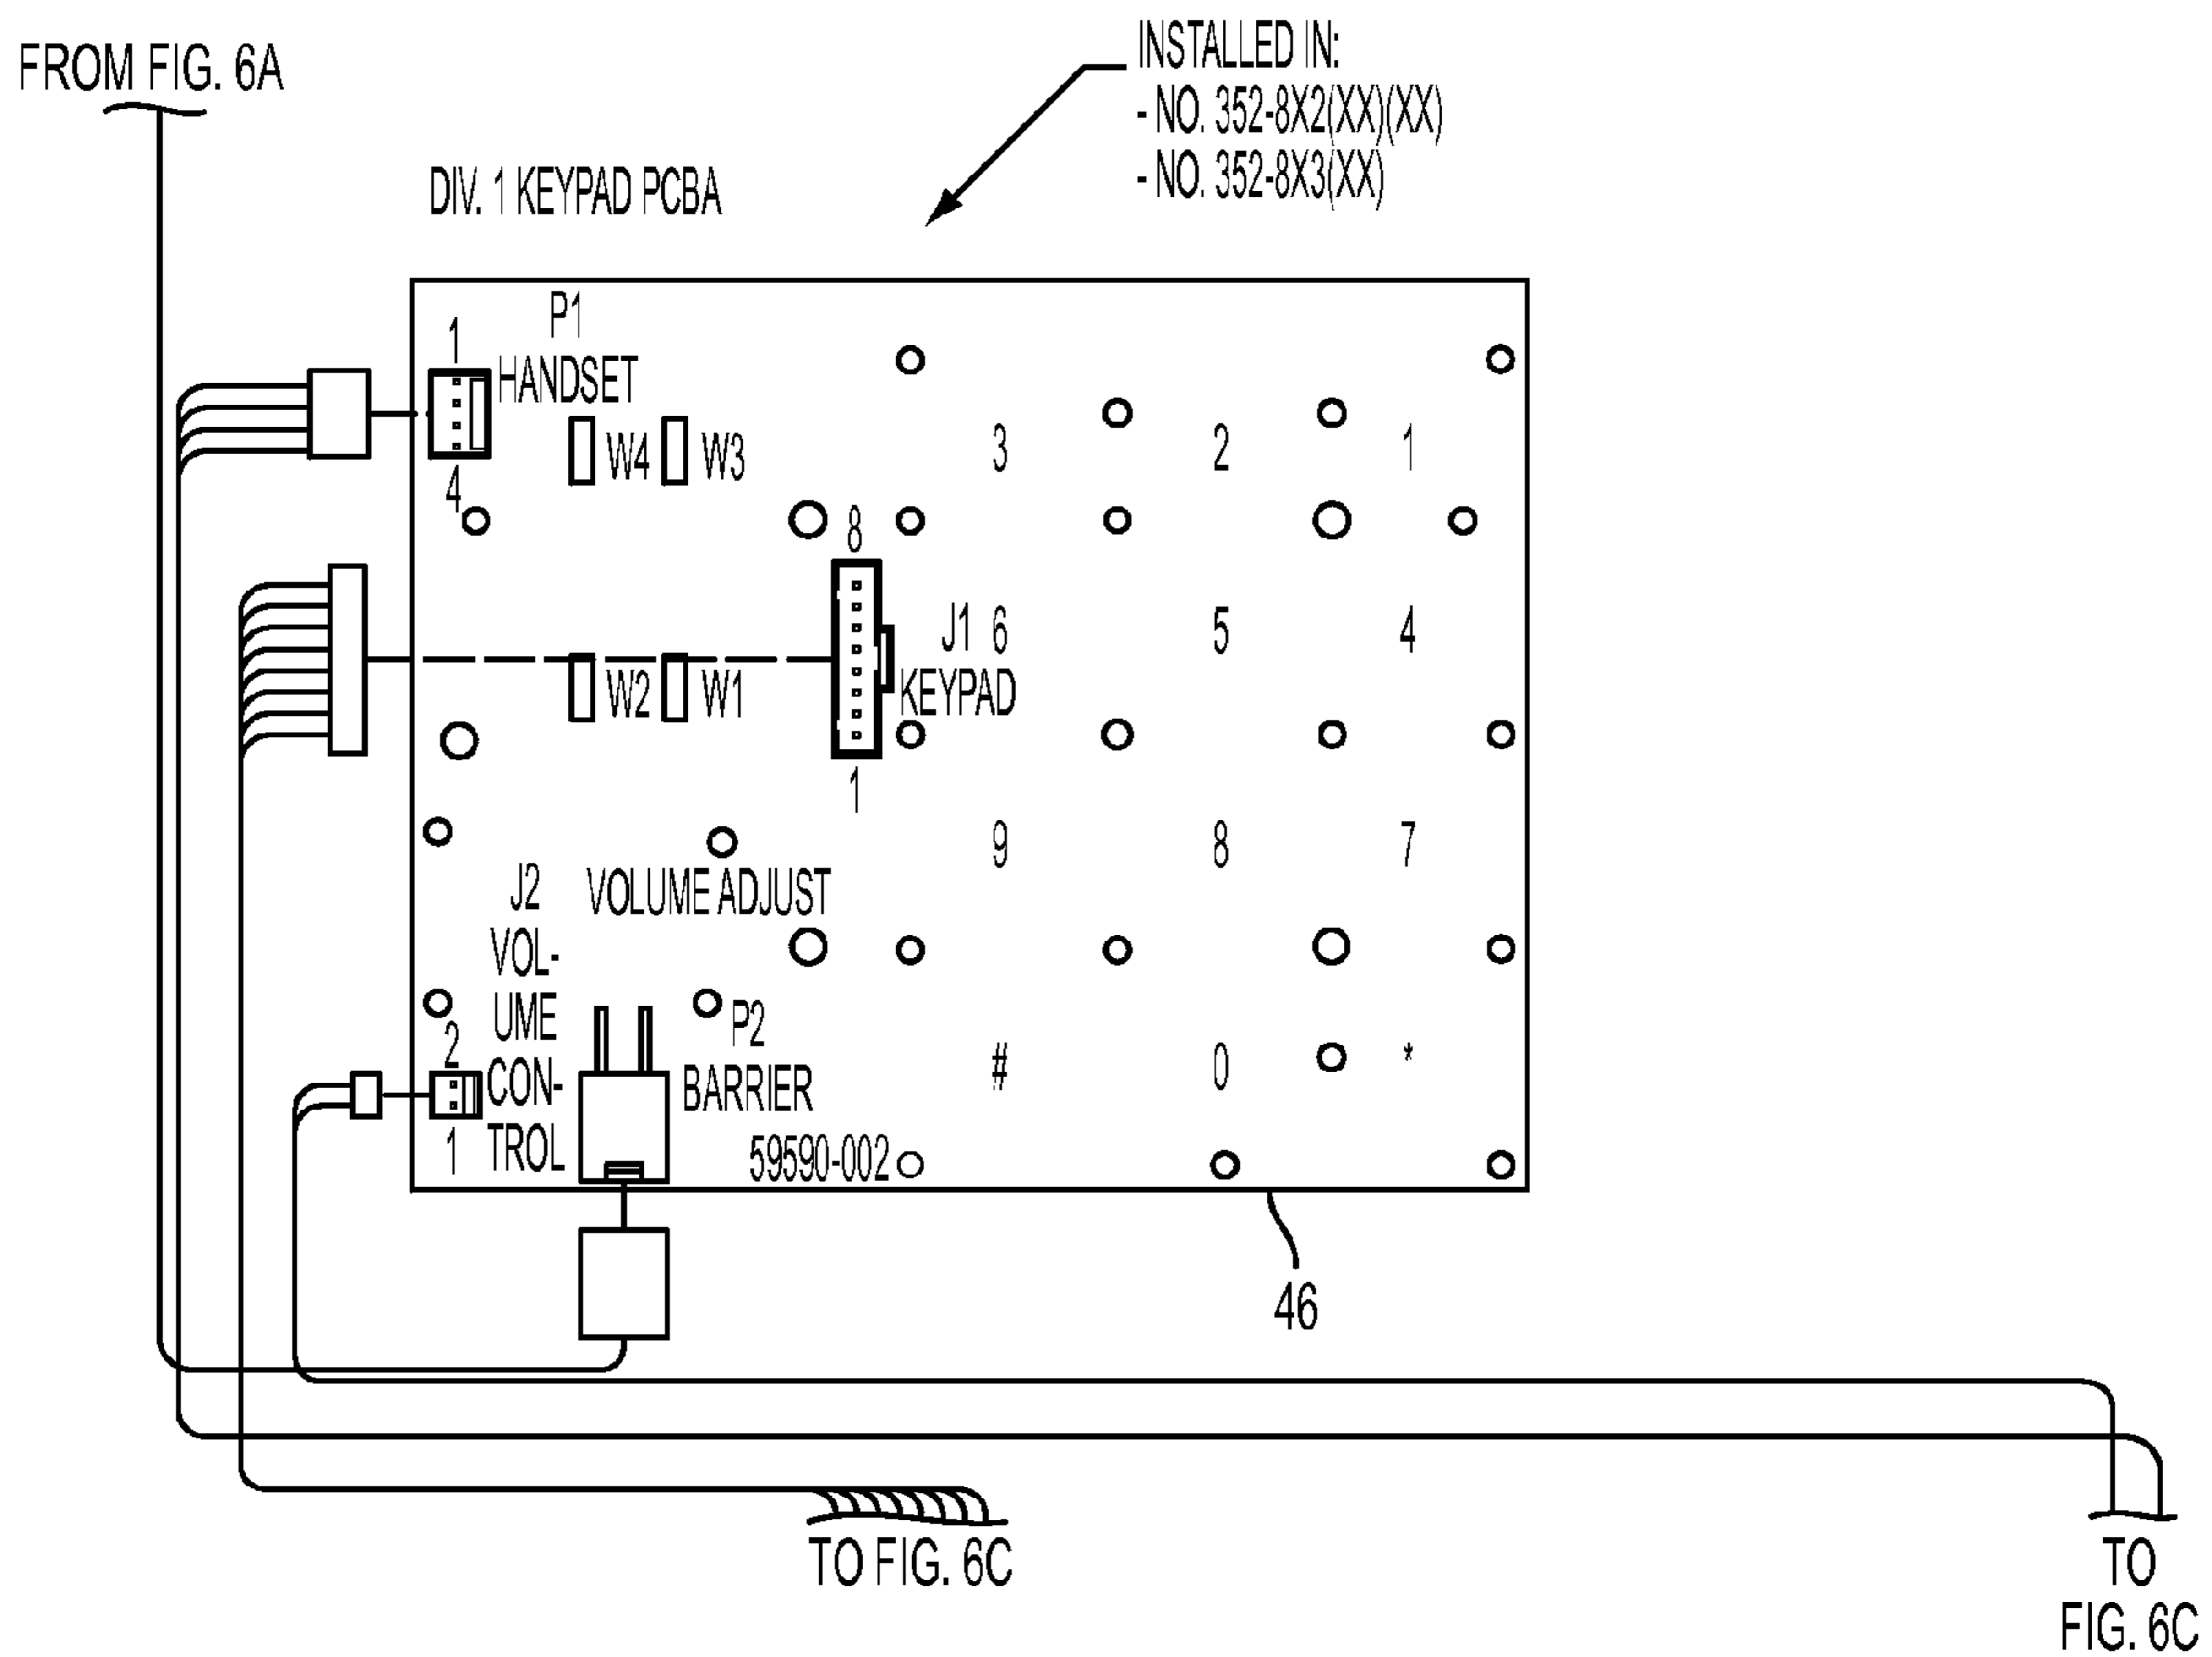 FROM FIG. 6A
INSTALLED IN:
- NO. 352-8X2(XX)(XX)
- NO. 352-8X3(XX)
DIV. 1 KEYPAD PCBA
P1
1
HANDSET
4
W4
W3
3
2
1
8
J1
6
5
4
KEYPAD
W2
W1
1
9
8
7
J2
VOLUME ADJUST
VOL-
UME
CON-
TROL
2
1
P2
BARRIER
#
0
*
59590-002
46
TO FIG. 6C
TO
FIG. 6C